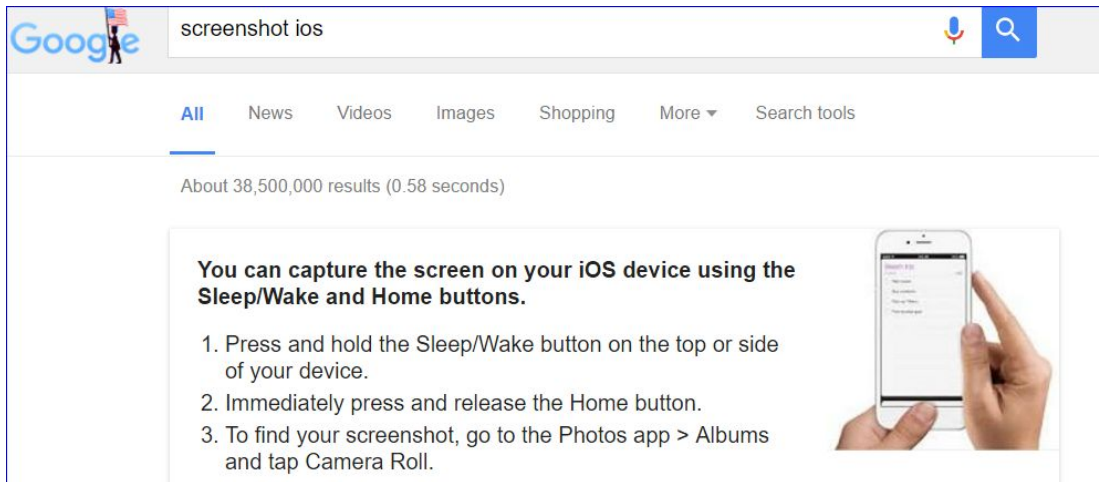 Google
screenshot ios
All News Videos Images Shopping More Search tools
About 38,500,000 results (0.58 seconds)
You can capture the screen on your iOS device using the
Sleep/Wake and Home buttons.
1. Press and hold the Sleep/Wake button on the top or side
of your device.
2. Immediately press and release the Home button.
3. To find your screenshot, go to the Photos app > Albums
and tap Camera Roll.